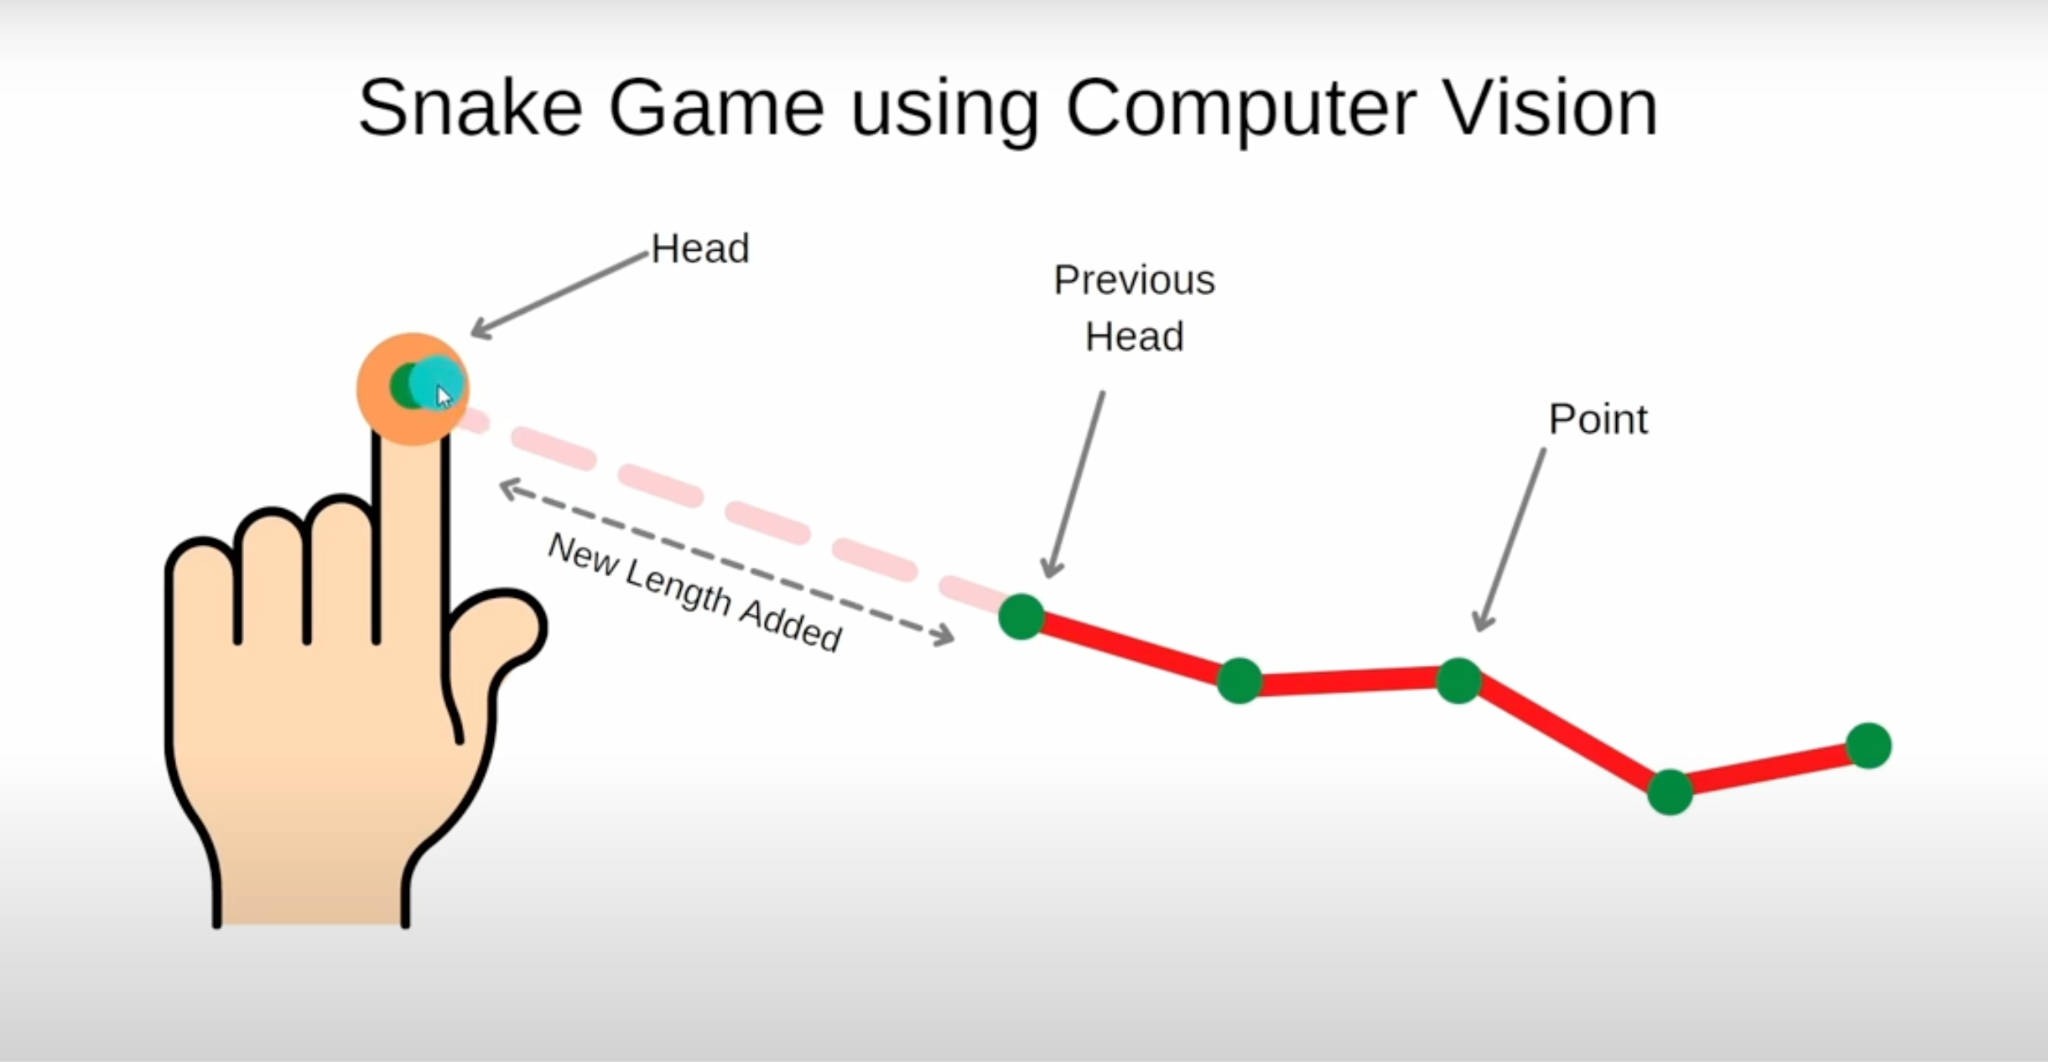 Snake Game using Computer Vision
Head
Previous
Head
Point
New Length Added